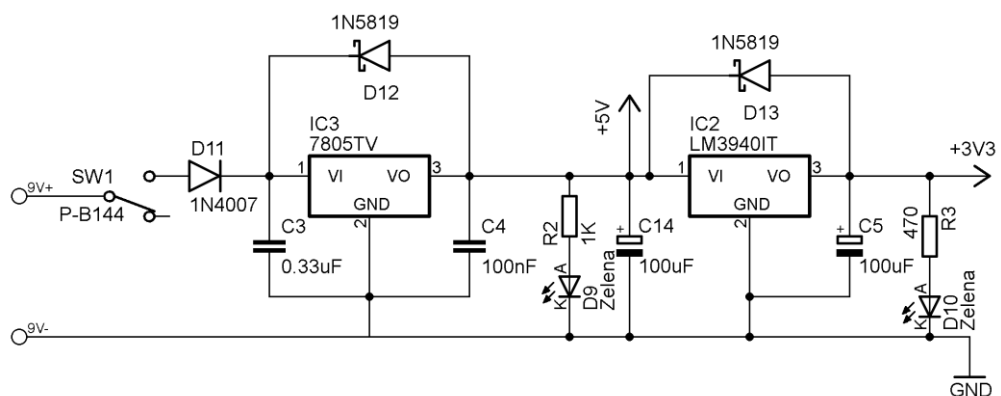 1N5819
D12
1N5819
D13
+5V
IC3
7805TV
1
VI
VO
3
GND
2
IC2
LM3940IT
1
VI
VO
3
GND
2
+3V3
D11
1N4007
SW1
P-B144
9V+
C3
0.33uF
C4
100nF
R2
1K
A
K
D9
Zelena
+
C14
100uF
+
C5
100uF
470
R3
A
K
D10
Zelena
9V-
GND